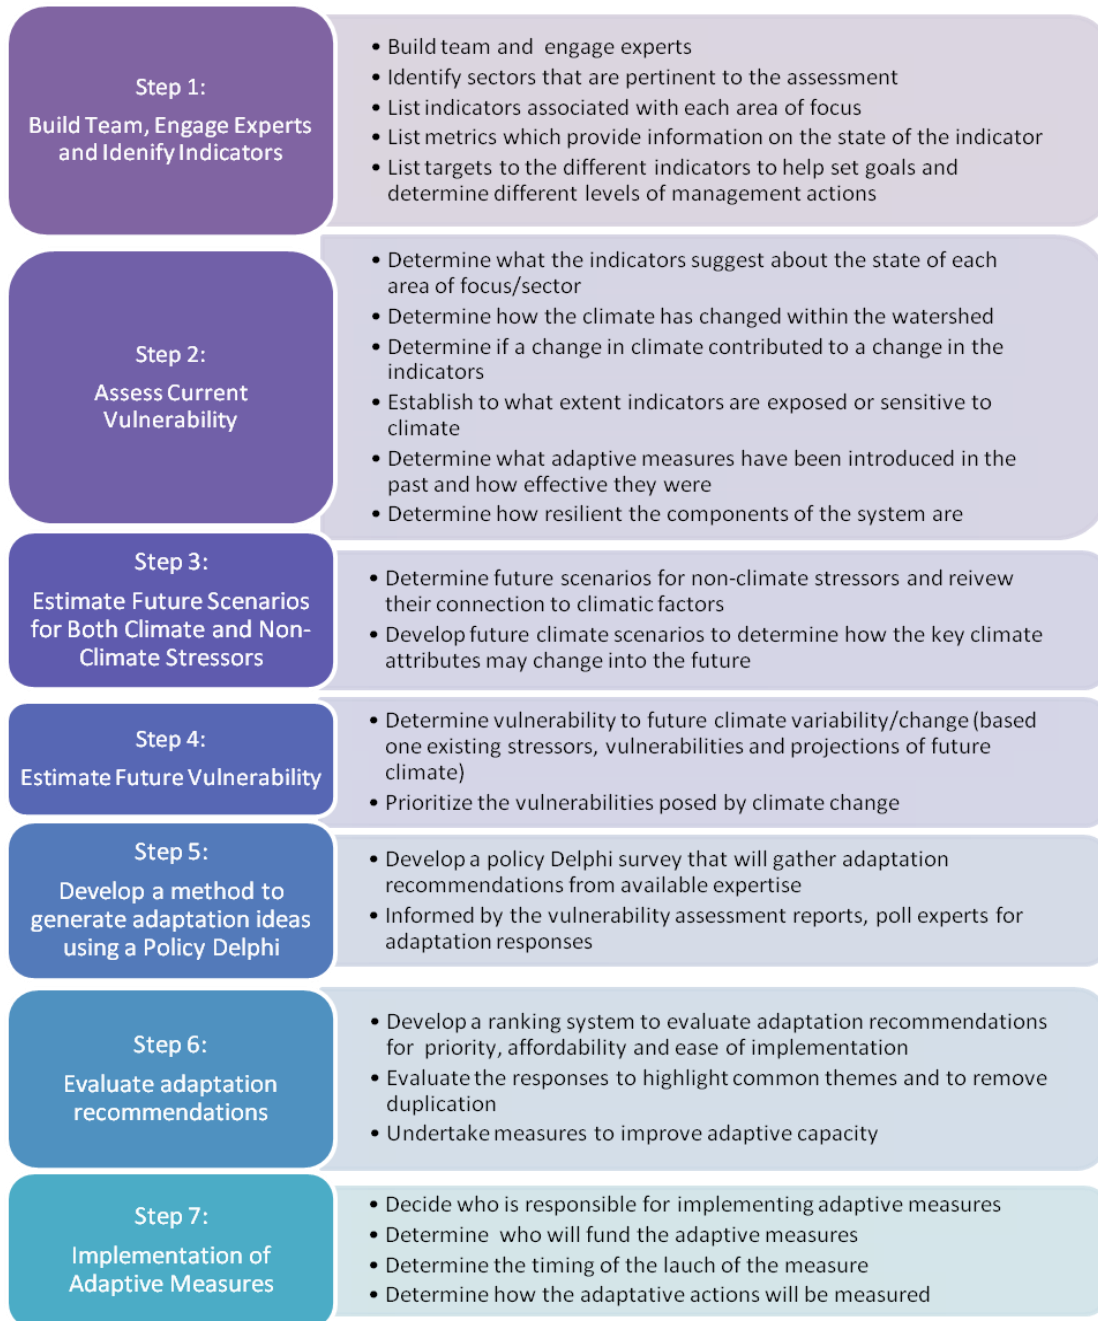 Step 1:
Build Team, Engage Experts
and Idenify Indicators
• Build team and engage experts
• Identify sectors that are pertinent to the assessment
• List indicators associated with each area of focus
• List metrics which provide information on the state of the indicator
• List targets to the different indicators to help set goals and
determine different levels of management actions
Step 2:
Assess Current
Vulnerability
• Determine what the indicators suggest about the state of each
area of focus/sector
• Determine how the climate has changed within the watershed
• Determine if a change in climate contributed to a change in the
indicators
• Establish to what extent indicators are exposed or sensitive to
climate
• Determine what adaptive measures have been introduced in the
past and how effective they were
• Determine how resilient the components of the system are
Step 3:
Estimate Future Scenarios
for Both Climate and Non-
Climate Stressors
• Determine future scenarios for non-climate stressors and reivew
their connection to climatic factors
• Develop future climate scenarios to determine how the key climate
attributes may change into the future
Step 4:
Estimate Future Vulnerability
• Determine vulnerability to future climate variability/change (based
one existing stressors, vulnerabilities and projections of future
climate)
• Prioritize the vulnerabilities posed by climate change
Step 5:
Develop a method to
generate adaptation ideas
using a Policy Delphi
• Develop a policy Delphi survey that will gather adaptation
recommendations from available expertise
• Informed by the vulnerability assessment reports, poll experts for
adaptation responses
Step 6:
Evaluate adaptation
recommendations
• Develop a ranking system to evaluate adaptation recommendations
for priority, affordability and ease of implementation
• Evaluate the responses to highlight common themes and to remove
duplication
• Undertake measures to improve adaptive capacity
Step 7:
Implementation of
Adaptive Measures
• Decide who is responsible for implementing adaptive measures
• Determine who will fund the adaptive measures
• Determine the timing of the lauch of the measure
• Determine how the adaptative actions will be measured